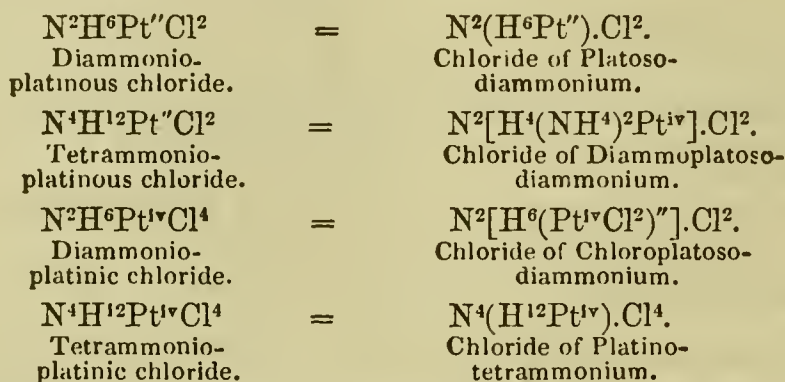 N²H⁶Pt″Cl² = N²(H⁶Pt″).Cl².
Diammonio- Chloride of Platoso-
platinous chloride. diammonium.
N⁴H¹²Pt″Cl² = N²[H⁴(NH⁴)²Ptⁱᵛ].Cl².
Tetrammonio- Chloride of Diammoplatoso-
platinous chloride. diammonium.
N²H⁶PtⁱᵛCl⁴ = N²[H⁶(PtⁱᵛCl²)″].Cl².
Diammonio- Chloride of Chloroplatoso-
platinic chloride. diammonium.
N⁴H¹²PtⁱᵛCl⁴ = N⁴(H¹²Ptⁱᵛ).Cl⁴.
Tetrammonio- Chloride of Platino-
platinic chloride. tetrammonium.